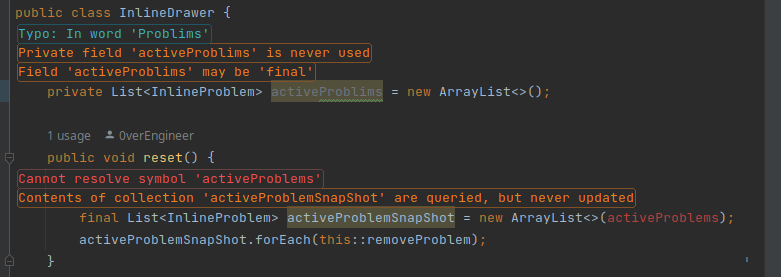 public class InlineDrawer {
Typo: In word 'Problims'
Private field 'activeProblims' is never used
Field 'activeProblims' may be 'final'
private List<InlineProblem> activeProblims = new ArrayList<>();
1 usage 0verEngineer
public void reset() {
Cannot resolve symbol 'activeProblems'
Contents of collection 'activeProblemSnapShot' are queried, but never updated
final List<InlineProblem> activeProblemSnapShot = new ArrayList<>(activeProblems);
activeProblemSnapShot.forEach(this::removeProblem);
}